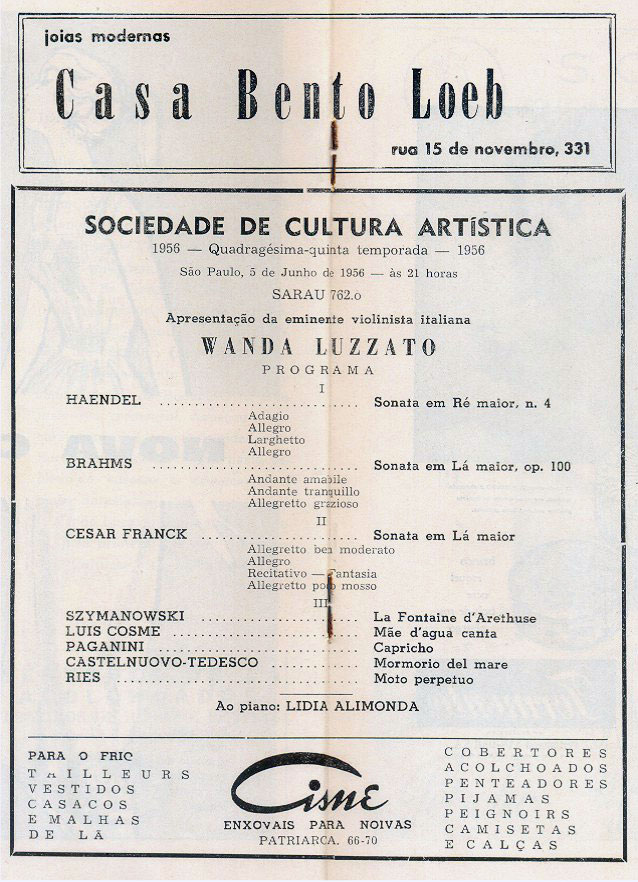 joias modernas
Casa Bento Loeb
rua 15 de novembro, 331
SOCIEDADE DE CULTURA ARTÍSTICA
1956 — Quadragésima-quinta temporada — 1956
São Paulo, 5 de Junho de 1956 — às 21 horas
SARAU 762.o
Apresentação da eminente violinista italiana
WANDA LUZZATO
PROGRAMA
I
HAENDEL .......................... Sonata em Ré maior, n. 4
Adagio
Allegro
Larghetto
Allegro
BRAHMS .......................... Sonata em Lá maior, op. 100
Andante amabile
Andante tranquillo
Allegretto grazioso
II
CESAR FRANCK .................... Sonata em Lá maior
Allegretto ben moderato
Allegro
Recitativo — Fantasia
Allegretto poco mosso
III
SZYMANOWSKI ...................... La Fontaine d'Arethuse
LUIS COSME ........................ Mãe d'agua canta
PAGANINI .......................... Capricho
CASTELNUOVO-TEDESCO .......... Mormorio del mare
RIES .............................. Moto perpetuo
Ao piano: LIDIA ALIMONDA
PARA O FRIO
TAILLEURS
VESTIDOS
CASACOS
E MALHAS
DE LÃ
Cisne
ENXOVAIS PARA NOIVAS
PATRIARCA, 66-70
COBERTORES
ACOLCHOADOS
PENTEADORES
PIJAMAS
PEIGNOIRS
CAMISETAS
E CALÇAS